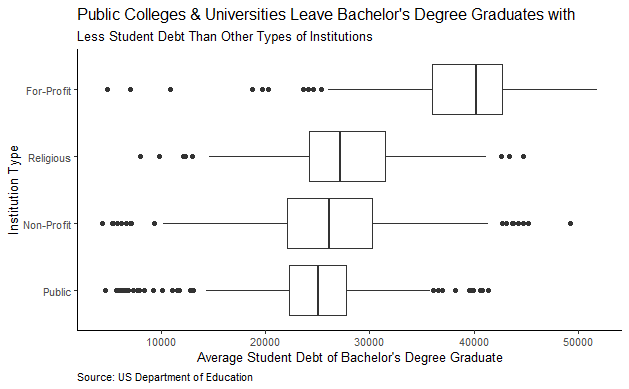 Public Colleges & Universities Leave Bachelor's Degree Graduates with
Less Student Debt Than Other Types of Institutions
Institution Type
For-Profit
Religious
Non-Profit
Public
10000 20000 30000 40000 50000
Average Student Debt of Bachelor's Degree Graduate
Source: US Department of Education